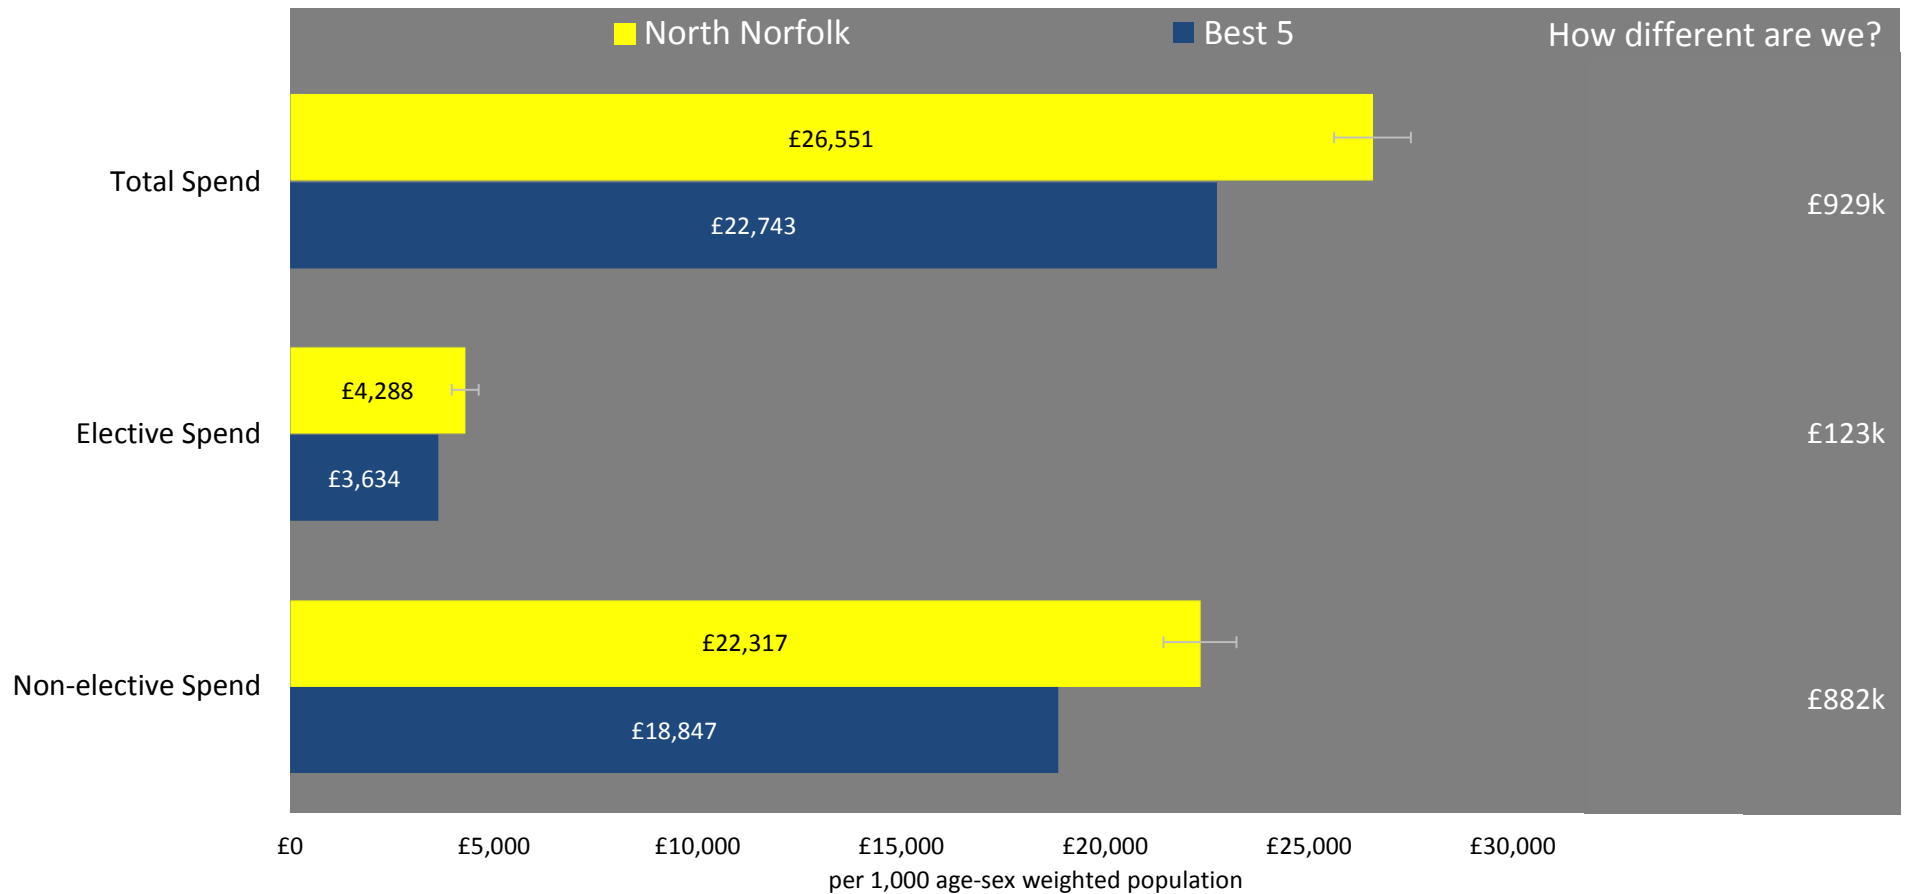 North Norfolk Best 5 How different are we?
Total Spend
£26,551
£22,743
£929k
Elective Spend
£4,288
£3,634
£123k
Non-elective Spend
£22,317
£18,847
£882k
£0 £5,000 £10,000 £15,000 £20,000 £25,000 £30,000
per 1,000 age-sex weighted population